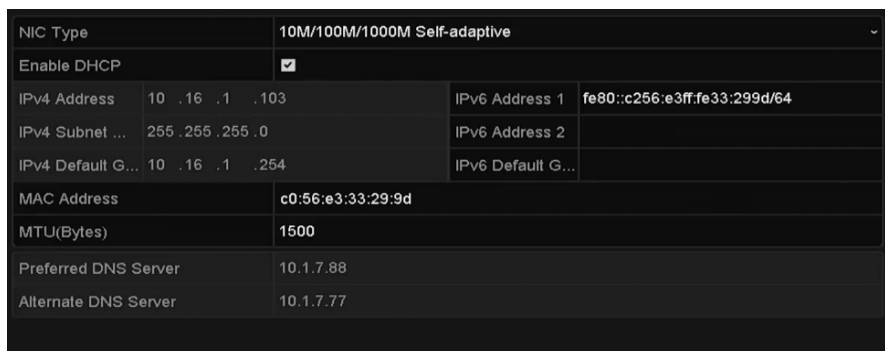 NIC Type 10M/100M/1000M Self-adaptive
Enable DHCP
IPv4 Address 10 .16 .1 .103 IPv6 Address 1 fe80::c256:e3ff:fe33:299d/64
IPv4 Subnet ... 255.255.255.0 IPv6 Address 2
IPv4 Default G... 10 .16 .1 .254 IPv6 Default G...
MAC Address c0:56:e3:33:29:9d
MTU(Bytes) 1500
Preferred DNS Server 10.1.7.88
Alternate DNS Server 10.1.7.77